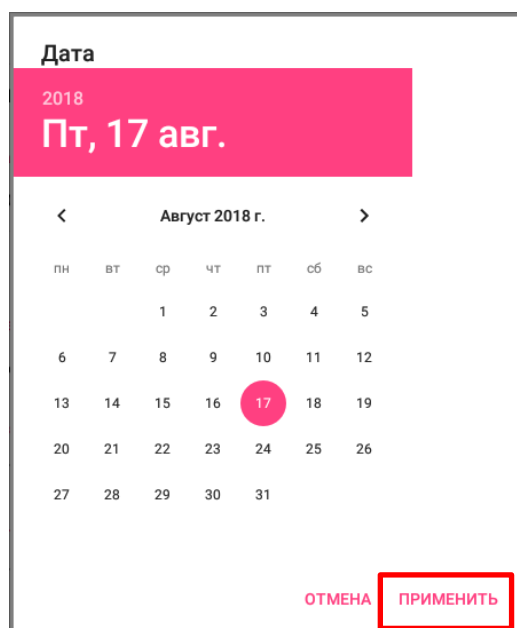 Дата
2018
Пт, 17 авг.
Август 2018 г.
пн вт ср чт пт сб вс
1 2 3 4 5
6 7 8 9 10 11 12
13 14 15 16 17 18 19
20 21 22 23 24 25 26
27 28 29 30 31
ОТМЕНА ПРИМЕНИТЬ